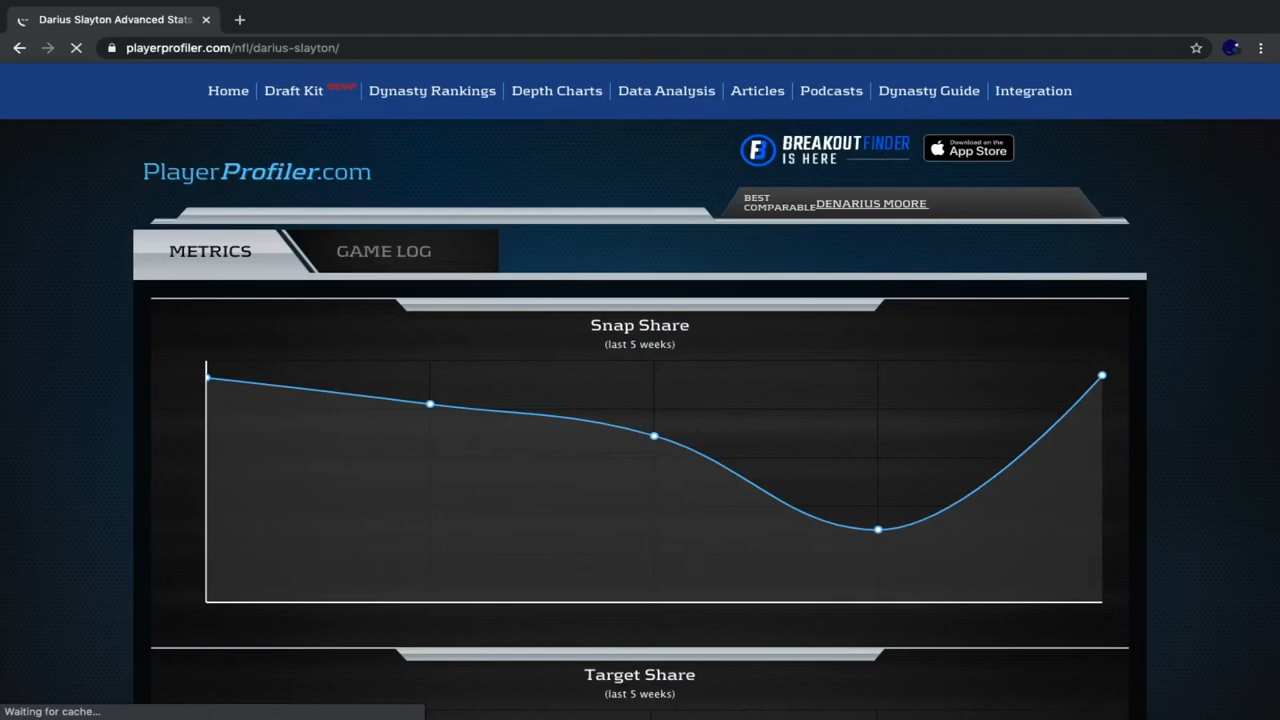 Darius Slayton Advanced Stats
playerprofiler.com/nfl/darius-slayton/
Home Draft Kit Dynasty Rankings Depth Charts Data Analysis Articles Podcasts Dynasty Guide Integration
PlayerProfiler.com
BREAKOUT FINDER
IS HERE
Download on the
App Store
BEST
COMPARABLE DENARIUS MOORE
METRICS
GAME LOG
Snap Share
(last 5 weeks)
Target Share
(last 5 weeks)
Waiting for cache...